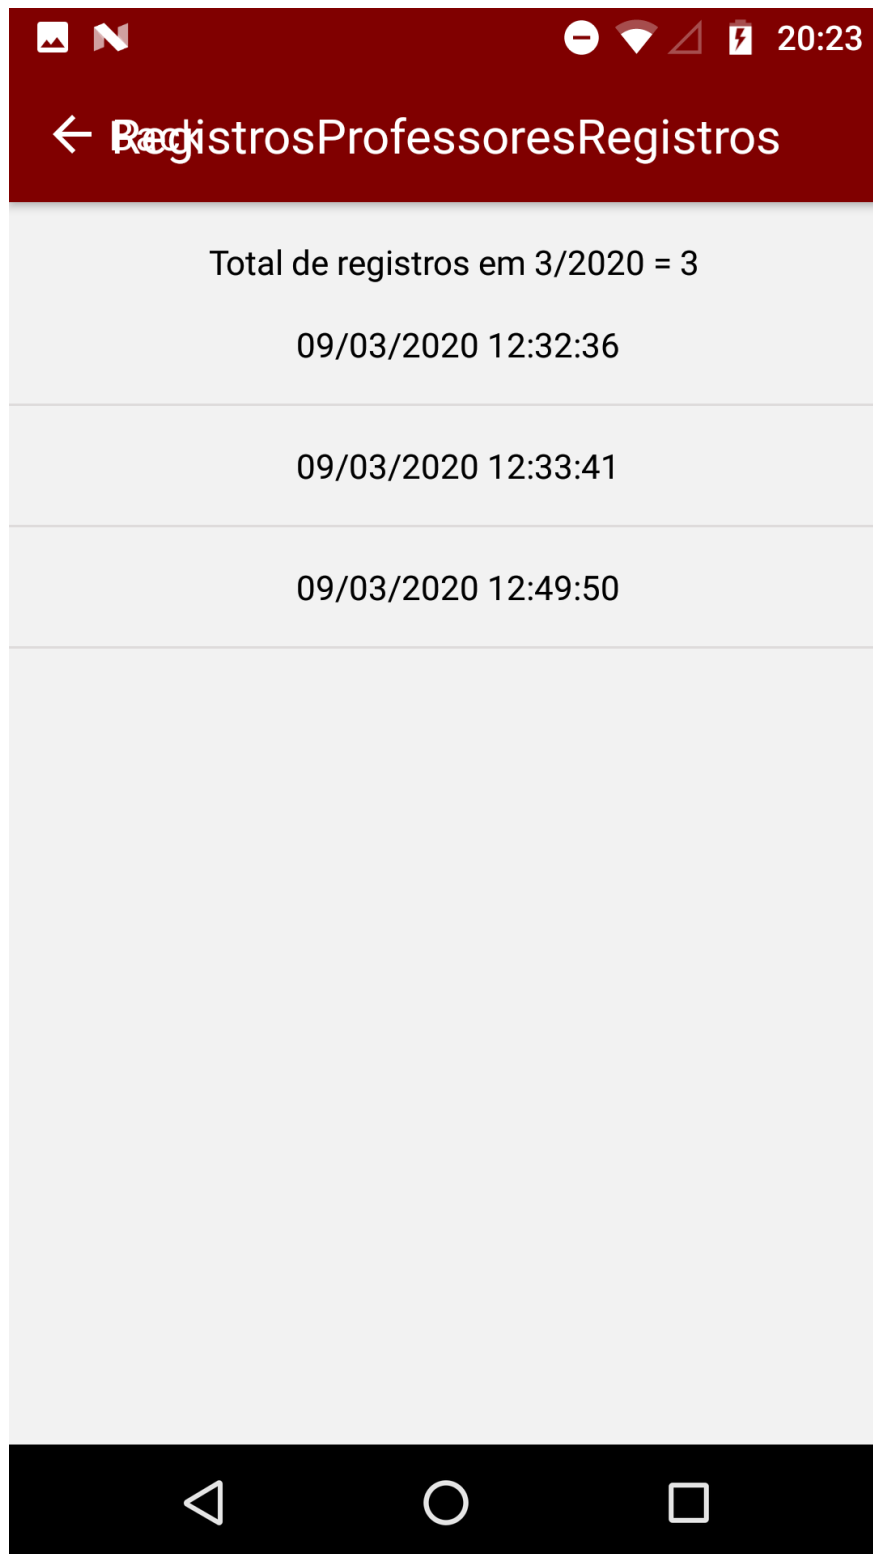 20:23
Back
RegistrosProfessoresRegistros
Total de registros em 3/2020 = 3
09/03/2020 12:32:36
09/03/2020 12:33:41
09/03/2020 12:49:50